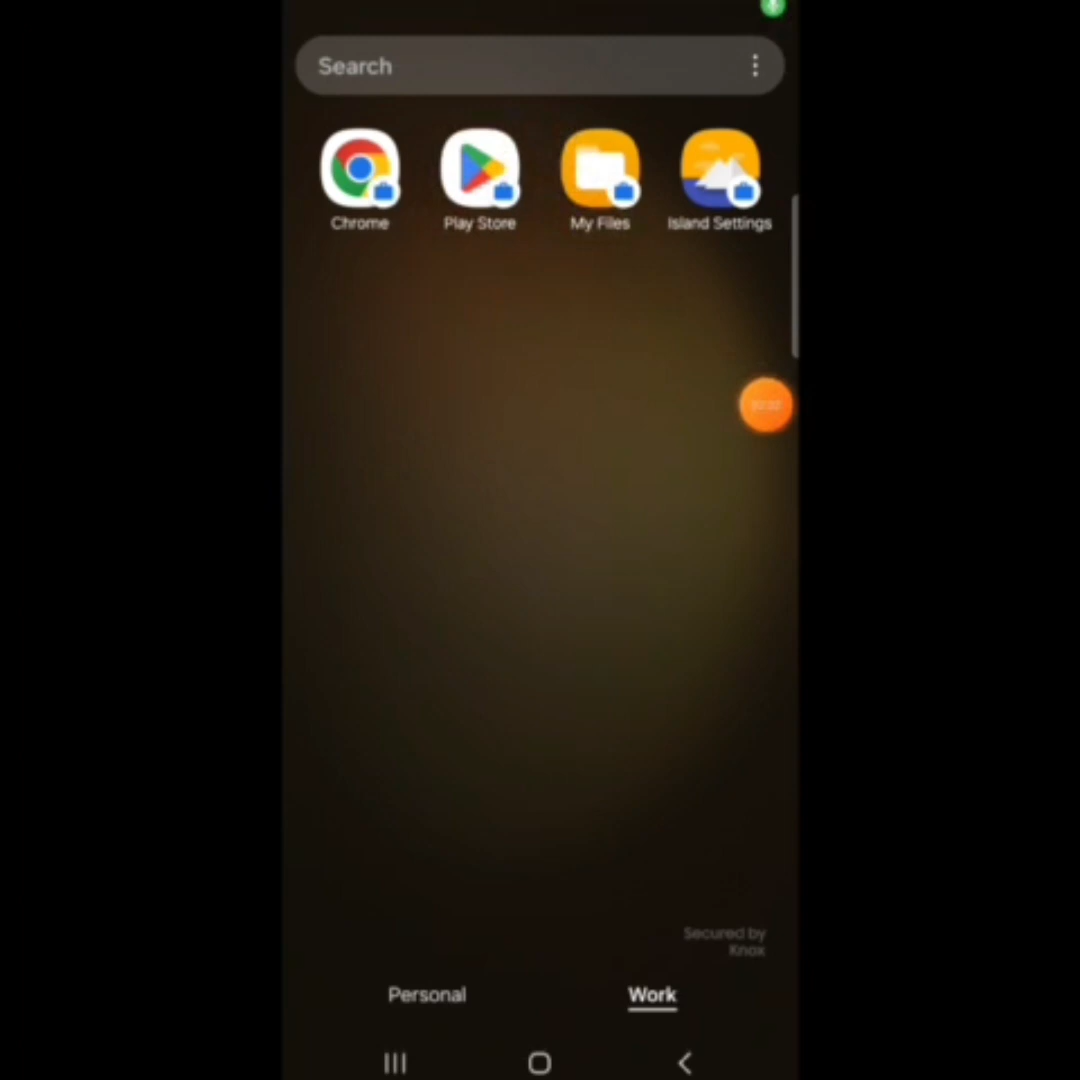 Search
Chrome
Play Store
My Files
Island Settings
Secured by
Knox
Personal
Work